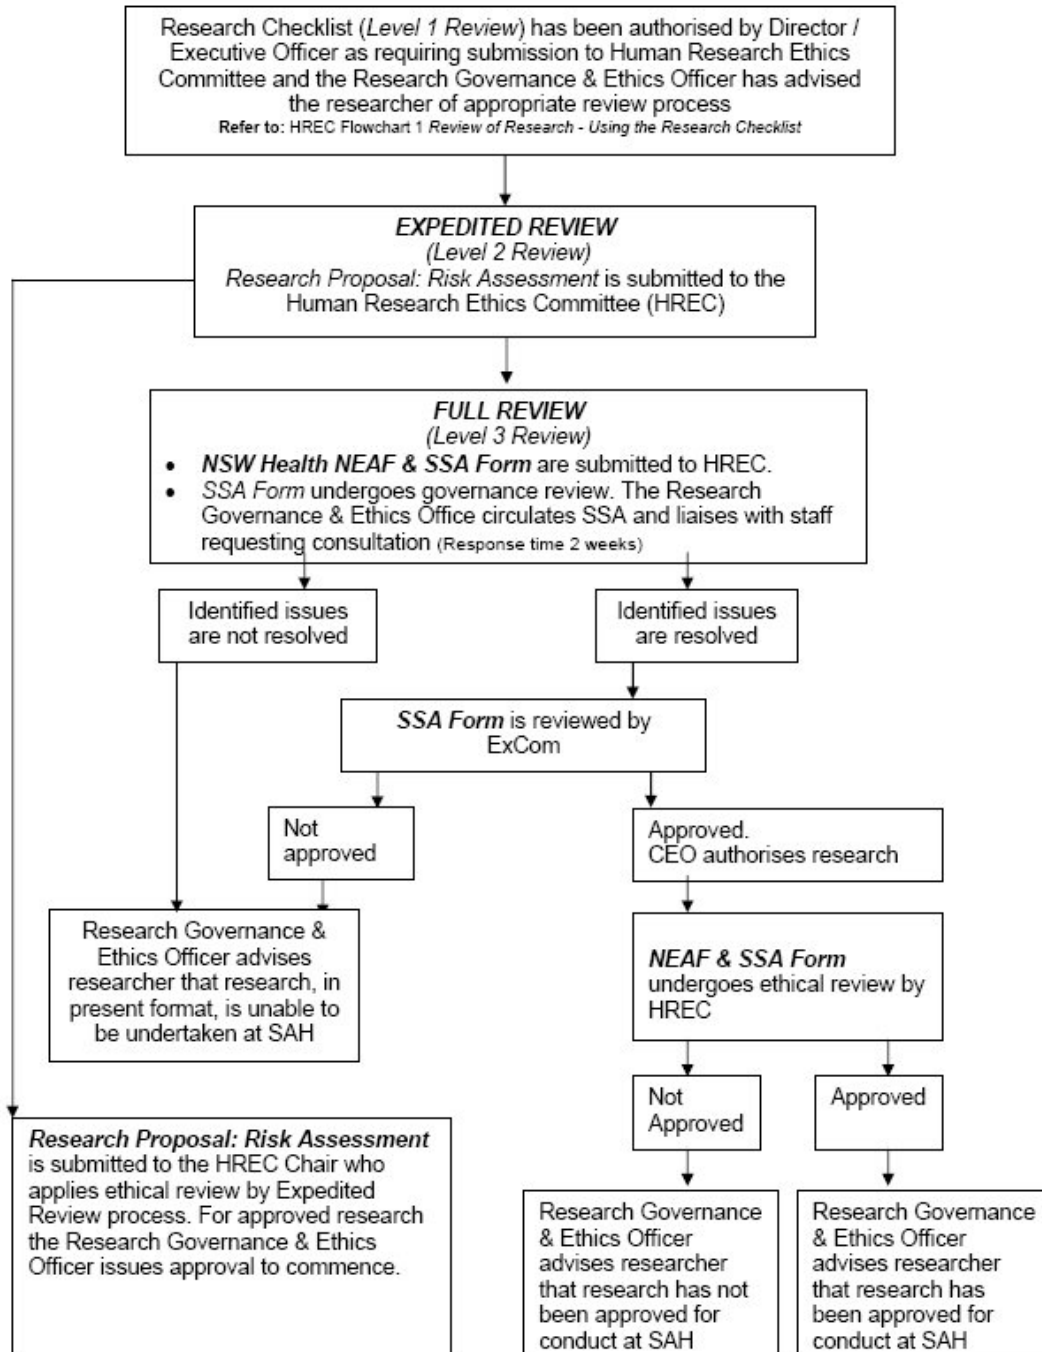 Research Checklist (Level 1 Review) has been authorised by Director /
Executive Officer as requiring submission to Human Research Ethics
Committee and the Research Governance & Ethics Officer has advised
the researcher of appropriate review process
Refer to: HREC Flowchart 1 Review of Research - Using the Research Checklist
EXPEDITED REVIEW
(Level 2 Review)
Research Proposal: Risk Assessment is submitted to the
Human Research Ethics Committee (HREC)
FULL REVIEW
(Level 3 Review)
• NSW Health NEAF & SSA Form are submitted to HREC.
• SSA Form undergoes governance review. The Research
Governance & Ethics Office circulates SSA and liaises with staff
requesting consultation (Response time 2 weeks)
Identified issues
are not resolved
Identified issues
are resolved
SSA Form is reviewed by
ExCom
Not
approved
Approved.
CEO authorises research
Research Governance &
Ethics Officer advises
researcher that research, in
present format, is unable to
be undertaken at SAH
NEAF & SSA Form
undergoes ethical review by
HREC
Not
Approved
Approved
Research Proposal: Risk Assessment
is submitted to the HREC Chair who
applies ethical review by Expedited
Review process. For approved research
the Research Governance & Ethics
Officer issues approval to commence.
Research Governance
& Ethics Officer
advises researcher
that research has not
been approved for
conduct at SAH
Research Governance
& Ethics Officer
advises researcher
that research has
been approved for
conduct at SAH